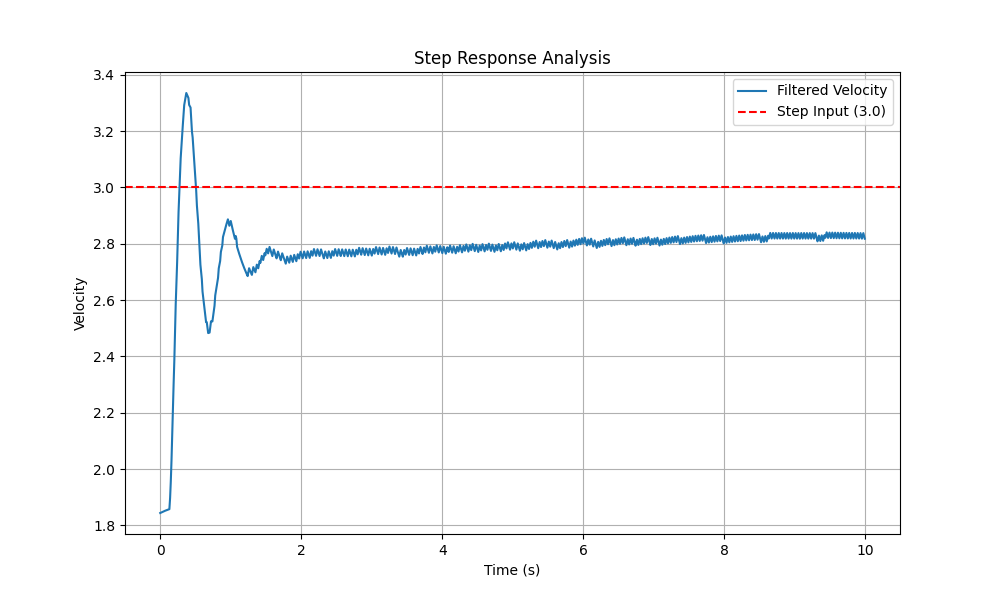 Step Response Analysis
Filtered Velocity
Step Input (3.0)
Velocity
3.4
3.2
3.0
2.8
2.6
2.4
2.2
2.0
1.8
0 2 4 6 8 10
Time (s)